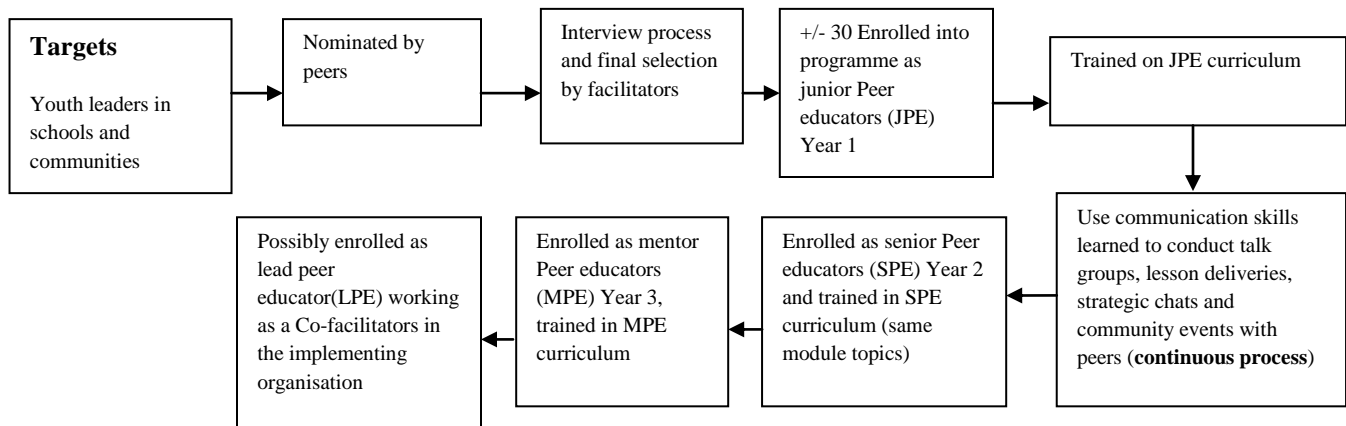 Targets
Youth leaders in
schools and
communities
Nominated by
peers
Interview process
and final selection
by facilitators
+/- 30 Enrolled into
programme as
junior Peer
educators (JPE)
Year 1
Trained on JPE curriculum
Use communication skills
learned to conduct talk
groups, lesson deliveries,
strategic chats and
community events with
peers (continuous process)
Enrolled as senior Peer
educators (SPE) Year 2
and trained in SPE
curriculum (same
module topics)
Enrolled as mentor
Peer educators
(MPE) Year 3,
trained in MPE
curriculum
Possibly enrolled as
lead peer
educator(LPE) working
as a Co-facilitators in
the implementing
organisation